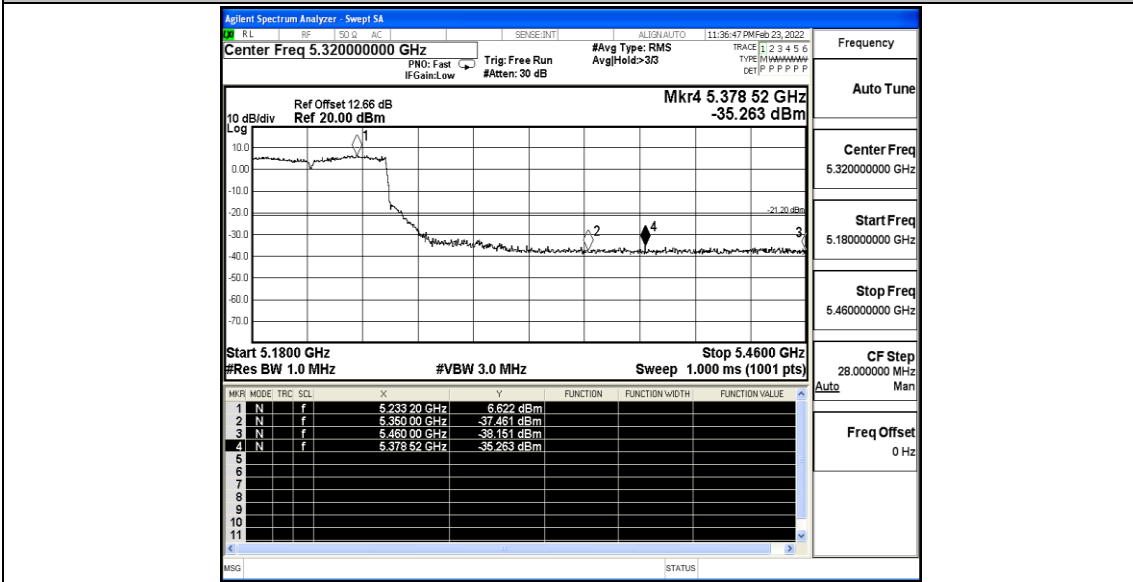 Agilent Spectrum Analyzer - Swept SA
RL RF 50 Ω AC SENSE:INT ALIGN AUTO 11:36:47 PM Feb 23, 2022
Center Freq 5.320000000 GHz
PNO: Fast
IFGain:Low
Trig: Free Run
#Atten: 30 dB
#Avg Type: RMS
Avg|Hold:>3/3
TRACE 1 2 3 4 5 6
TYPE M W W W W W
DET P P P P P P
Frequency
Auto Tune
Center Freq
5.320000000 GHz
Start Freq
5.180000000 GHz
Stop Freq
5.460000000 GHz
CF Step
28.000000 MHz
Auto Man
Freq Offset
0 Hz
Mkr4 5.378 52 GHz
-35.263 dBm
Ref Offset 12.66 dB
10 dB/div Ref 20.00 dBm
Log
10.0
0.00
-10.0
-20.0
-30.0
-40.0
-50.0
-60.0
-70.0
1
2
4
3
-21.20 dBm
Start 5.1800 GHz Stop 5.4600 GHz
#Res BW 1.0 MHz #VBW 3.0 MHz Sweep 1.000 ms (1001 pts)
MKR MODE TRC SCL X Y FUNCTION FUNCTION WIDTH FUNCTION VALUE
1 N f 5.233 20 GHz 6.622 dBm
2 N f 5.350 00 GHz -37.461 dBm
3 N f 5.460 00 GHz -38.151 dBm
4 N f 5.378 52 GHz -35.263 dBm
5
6
7
8
9
10
11
MSG STATUS